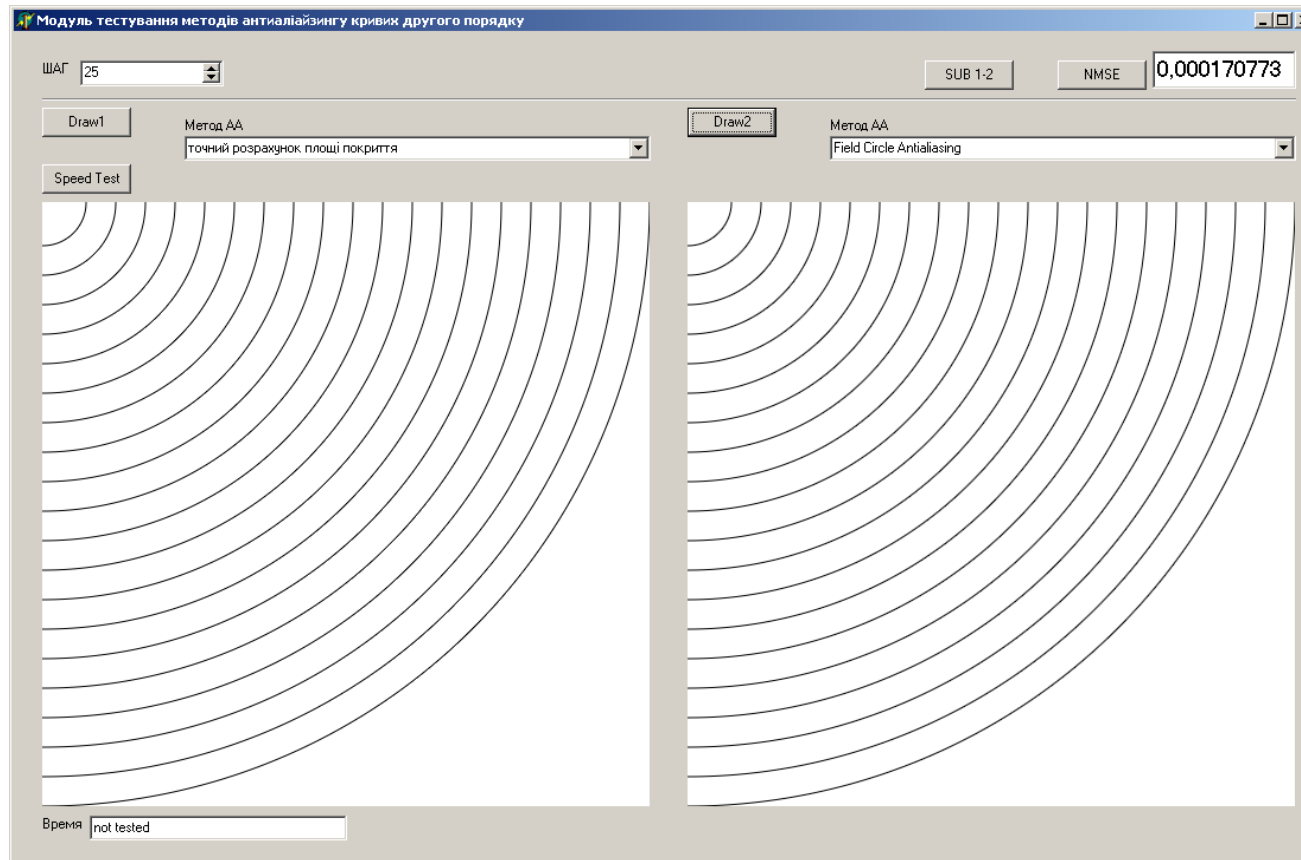 Модуль тестування методів антиаліайзингу кривих другого порядку
ШАГ 25 SUB 1-2 NMSE 0,000170773
Draw1 Метод АА Draw2 Метод АА
точний розрахунок площі покриття Field Circle Antialiasing
Speed Test
Время not tested